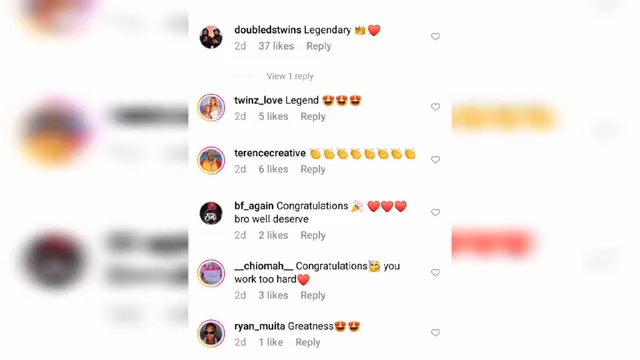 doubledstwins Legendary 👏❤️
2d 37 likes Reply
View 1 reply
twinz_love Legend 😍😍😍
2d 5 likes Reply
terencecreative 👏👏👏👏👏👏👏👏
2d 6 likes Reply
bf_again Congratulations 🎉 ❤️❤️❤️
bro well deserve
2d 2 likes Reply
__chiomah__ Congratulations🥰 you
work too hard❤️
2d 3 likes Reply
ryan_muita Greatness😍😍
2d 1 like Reply